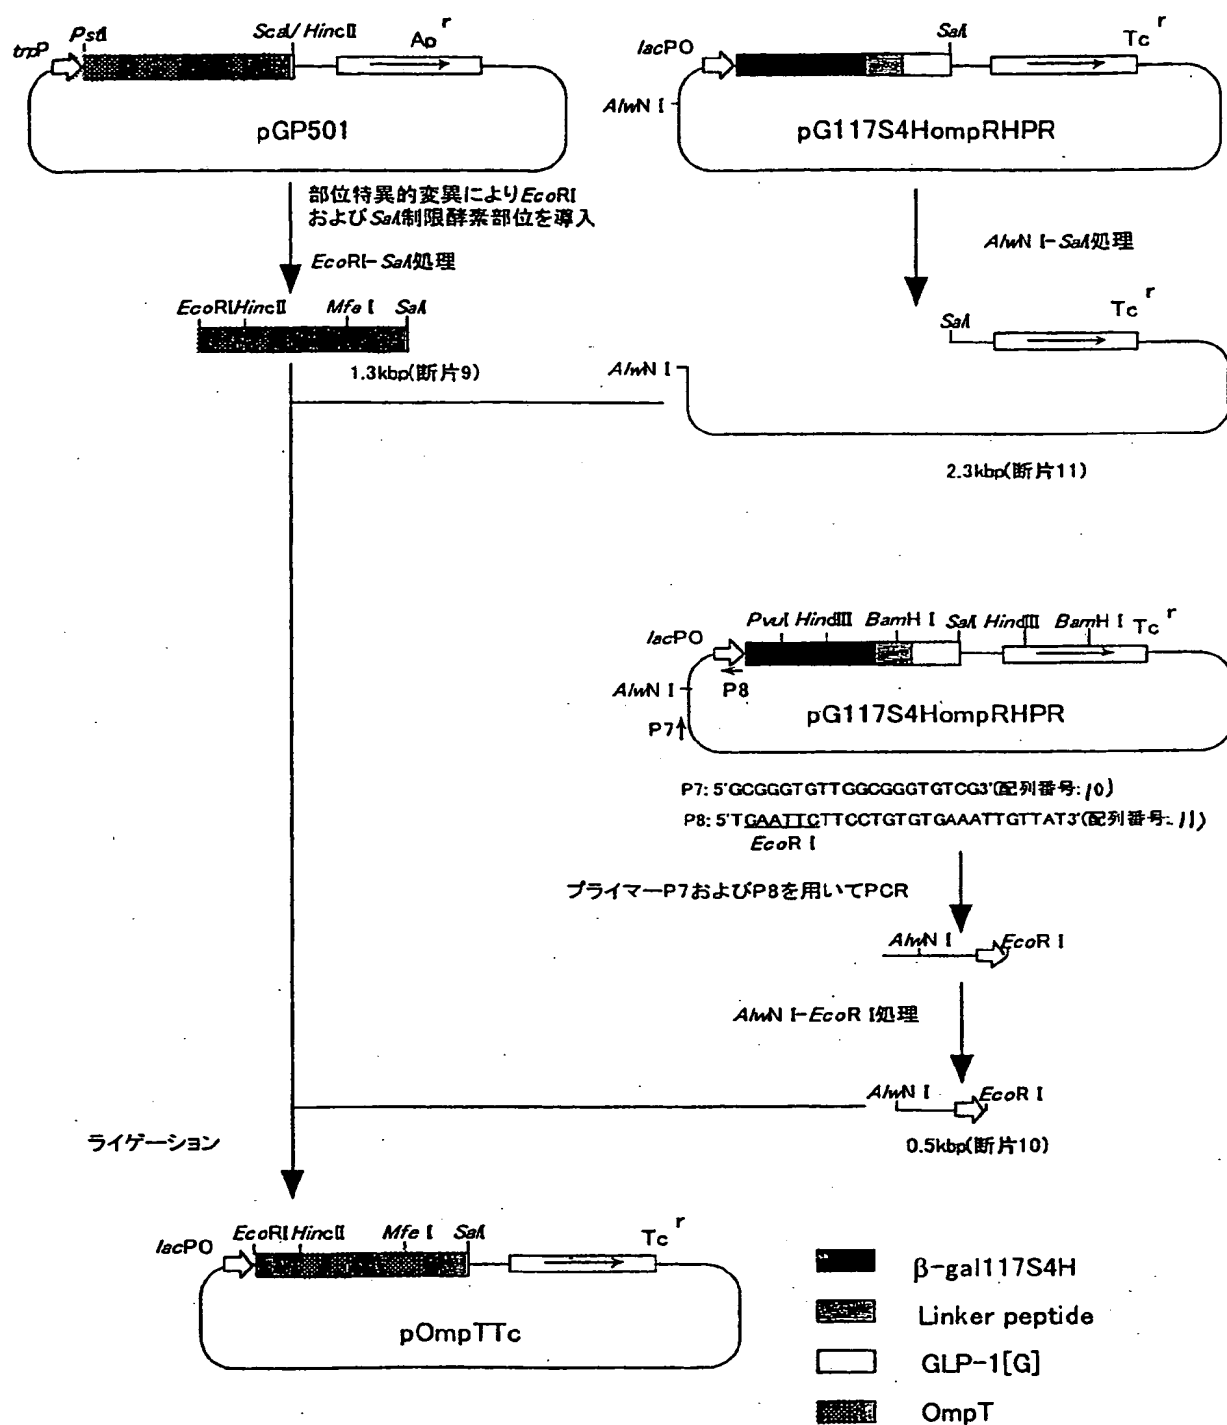 trpP PstI ScaI/HincII Ap r
pGP501
lacPO SalI Tc r
AlwN I
pG117S4HompRHPR
部位特異的変異によりEcoRI
およびSalI制限酵素部位を導入
EcoRI-SalI処理
AlwN I-SalI処理
EcoRI HincII Mfe I SalI
1.3kbp(断片9)
SalI Tc r
AlwN I
2.3kbp(断片11)
lacPO PvuI HindIII BamH I SalI HindIII BamH I Tc r
AlwN I P8
P7
pG117S4HompRHPR
P7: 5'GCGGGTGTTGGCGGGTGTCG3'(配列番号:10)
P8: 5'TGAATTCTTCCTGTGTGAAATTGTTAT3'(配列番号:11)
EcoR I
プライマーP7およびP8を用いてPCR
AlwN I EcoR I
AlwN I-EcoR I処理
AlwN I EcoR I
0.5kbp(断片10)
ライゲーション
lacPO EcoRI HincII Mfe I SalI Tc r
pOmpTTc
β-gal117S4H
Linker peptide
GLP-1[G]
OmpT